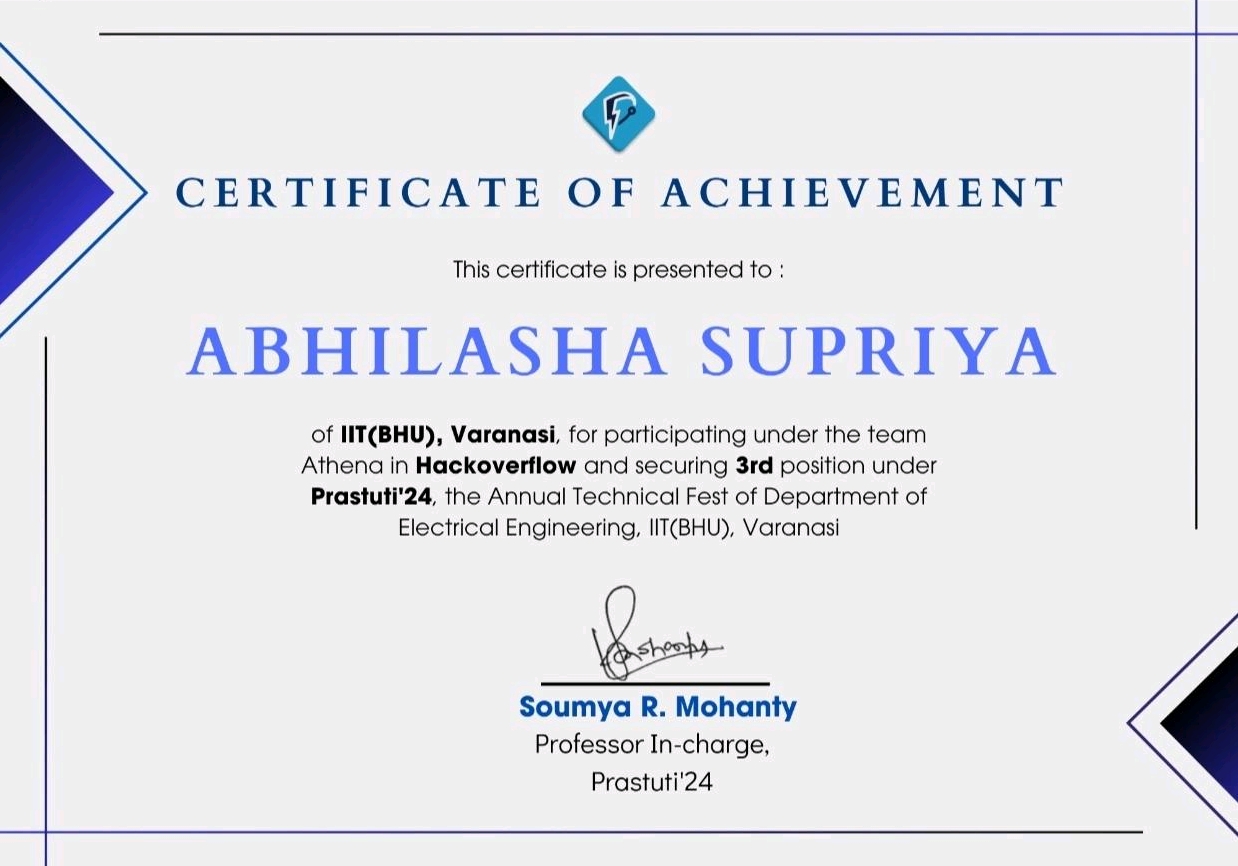 CERTIFICATE OF ACHIEVEMENT
This certificate is presented to :
ABHILASHA SUPRIYA
of IIT(BHU), Varanasi, for participating under the team
Athena in Hackoverflow and securing 3rd position under
Prastuti'24, the Annual Technical Fest of Department of
Electrical Engineering, IIT(BHU), Varanasi
Soumya R. Mohanty
Professor In-charge,
Prastuti'24